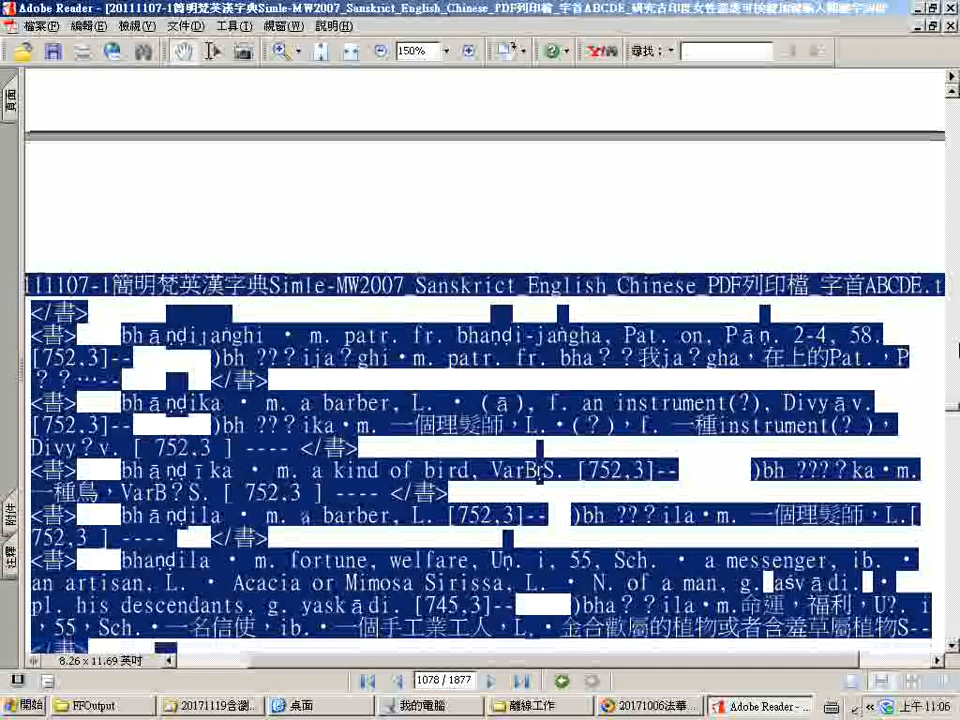 Adobe Reader - [20111107-1簡明梵英漢字典Simle-MW2007_Sanskrict_English_Chinese_PDF列印檔_字首ABCDE_研究古印度女性
檔案(F) 編輯(E) 檢視(V) 文件(D) 工具(T) 視窗(W) 說明(H)
150% 尋找：
頁面
111107-1簡明梵英漢字典Simle-MW2007_Sanskrict_English_Chinese_PDF列印檔_字首ABCDE.t
</書>
<書> bhāṇḍijaṅghi • m. patr. fr. bhaṇḍi-jaṅgha, Pat. on, Pāṇ. 2-4, 58.
[752,3]-- )bh ???ija?ghi•m. patr. fr. bha??我ja?gha，在上的Pat.，P
??…-- </書>
<書> bhāṇḍika • m. a barber, L. • (ā), f. an instrument(?), Divyāv.
[752,3]-- )bh ???ika•m. 一個理髮師，L.•(?)，f. 一種instrument(? )，
Divy?v. [ 752,3 ] ---- </書>
<書> bhāṇḍīka • m. a kind of bird, VarBṛS. [752,3]-- )bh ????ka•m.
一種鳥，VarB?S. [ 752,3 ] ---- </書>
<書> bhāṇḍila • m. a barber, L. [752,3]-- )bh ???ila•m. 一個理髮師，L.[
752,3 ] ---- </書>
<書> bhaṇḍila • m. fortune, welfare, Uṇ. i, 55, Sch. • a messenger, ib. •
an artisan, L. • Acacia or Mimosa Sirissa, L. • N. of a man, g. aśvādi. •
pl. his descendants, g. yaskādi. [745,3]-- )bha??ila•m.命運，福利，U?. i
，55，Sch.•一名信使，ib.•一個手工業工人，L.•金合歡屬的植物或者含羞草屬植物S--
</書>
附件
注釋
8.26 x 11.69 英吋
1078 / 1877
開始 FFOutput 20171119含瀏... 桌面 我的電腦 離線工作 20171006法華... Adobe Reader -... 上午 11:06